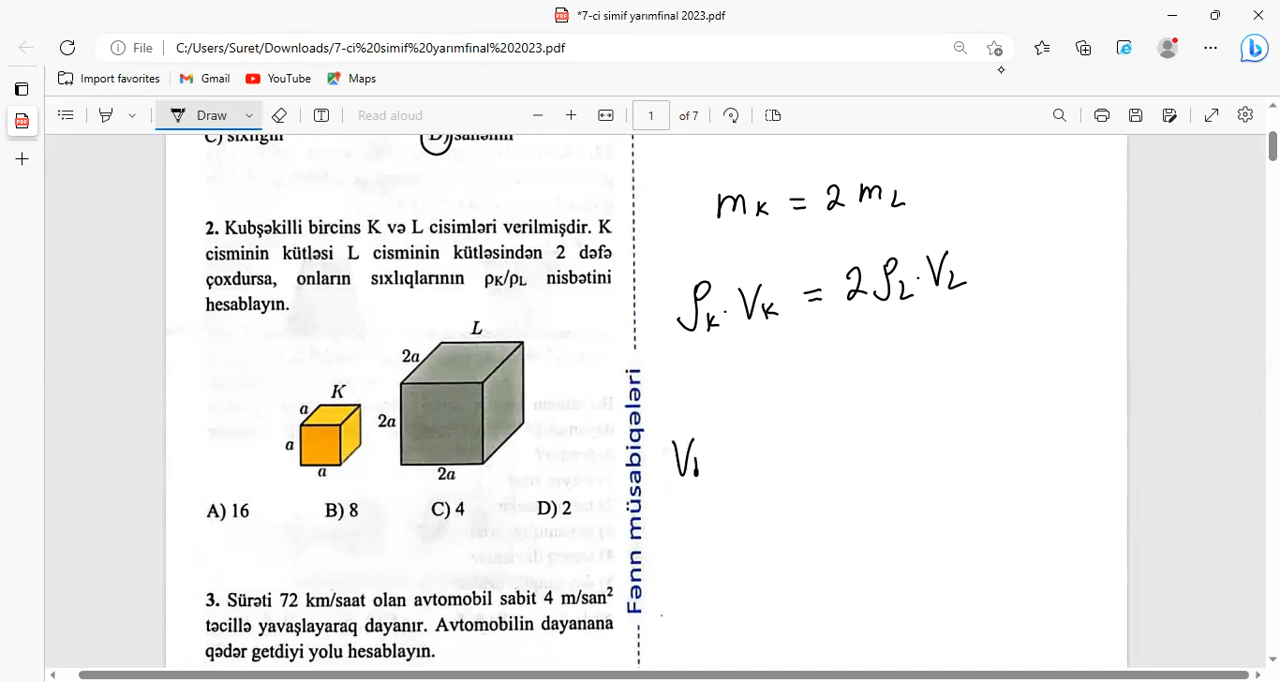 *7-ci simif yarımfinal 2023.pdf
File C:/Users/Suret/Downloads/7-ci%20simif%20yarımfinal%202023.pdf
Import favorites Gmail YouTube Maps
Draw Read aloud 1 of 7
C) sıxlığın D) sahənin
2. Kubşəkilli bircins K və L cisimləri verilmişdir. K
cisminin kütləsi L cisminin kütləsindən 2 dəfə
çoxdursa, onların sıxlıqlarının ρK/ρL nisbətini
hesablayın.
L
2a
K
a
2a
a
a
2a
A) 16 B) 8 C) 4 D) 2
3. Sürəti 72 km/saat olan avtomobil sabit 4 m/san²
təcillə yavaşlayaraq dayanır. Avtomobilin dayanana
qədər getdiyi yolu hesablayın.
Fənn müsabiqələri
mK = 2 mL
ρK · VK = 2ρL · VL
V